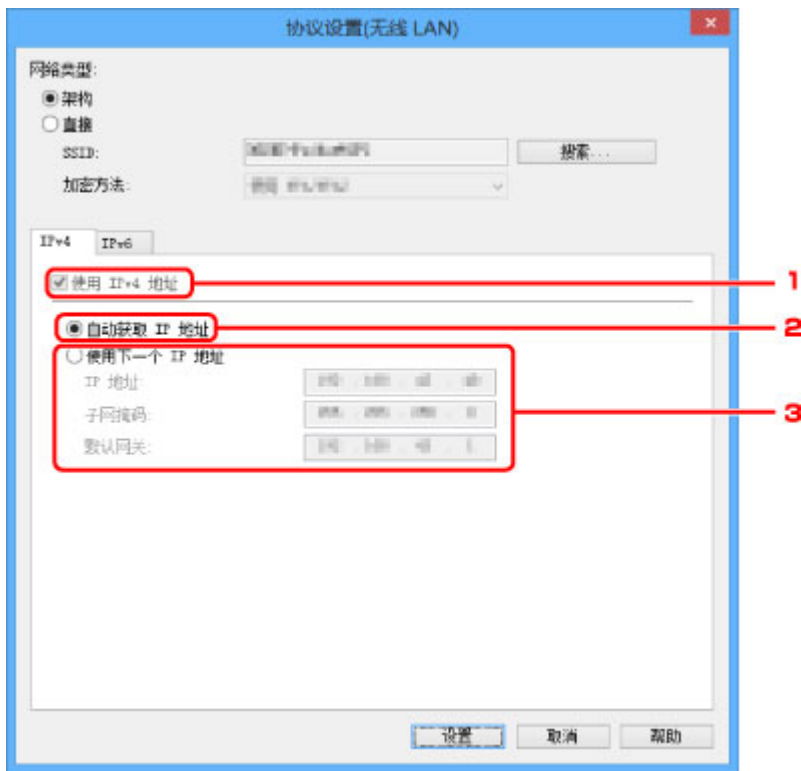 协议设置(无线 LAN)
网络类型:
架构
直接
SSID:
搜索...
加密方法:
IPv4 IPv6
使用 IPv4 地址
1
自动获取 IP 地址
2
使用下一个 IP 地址
IP 地址:
子网掩码:
3
默认网关:
设置 取消 帮助